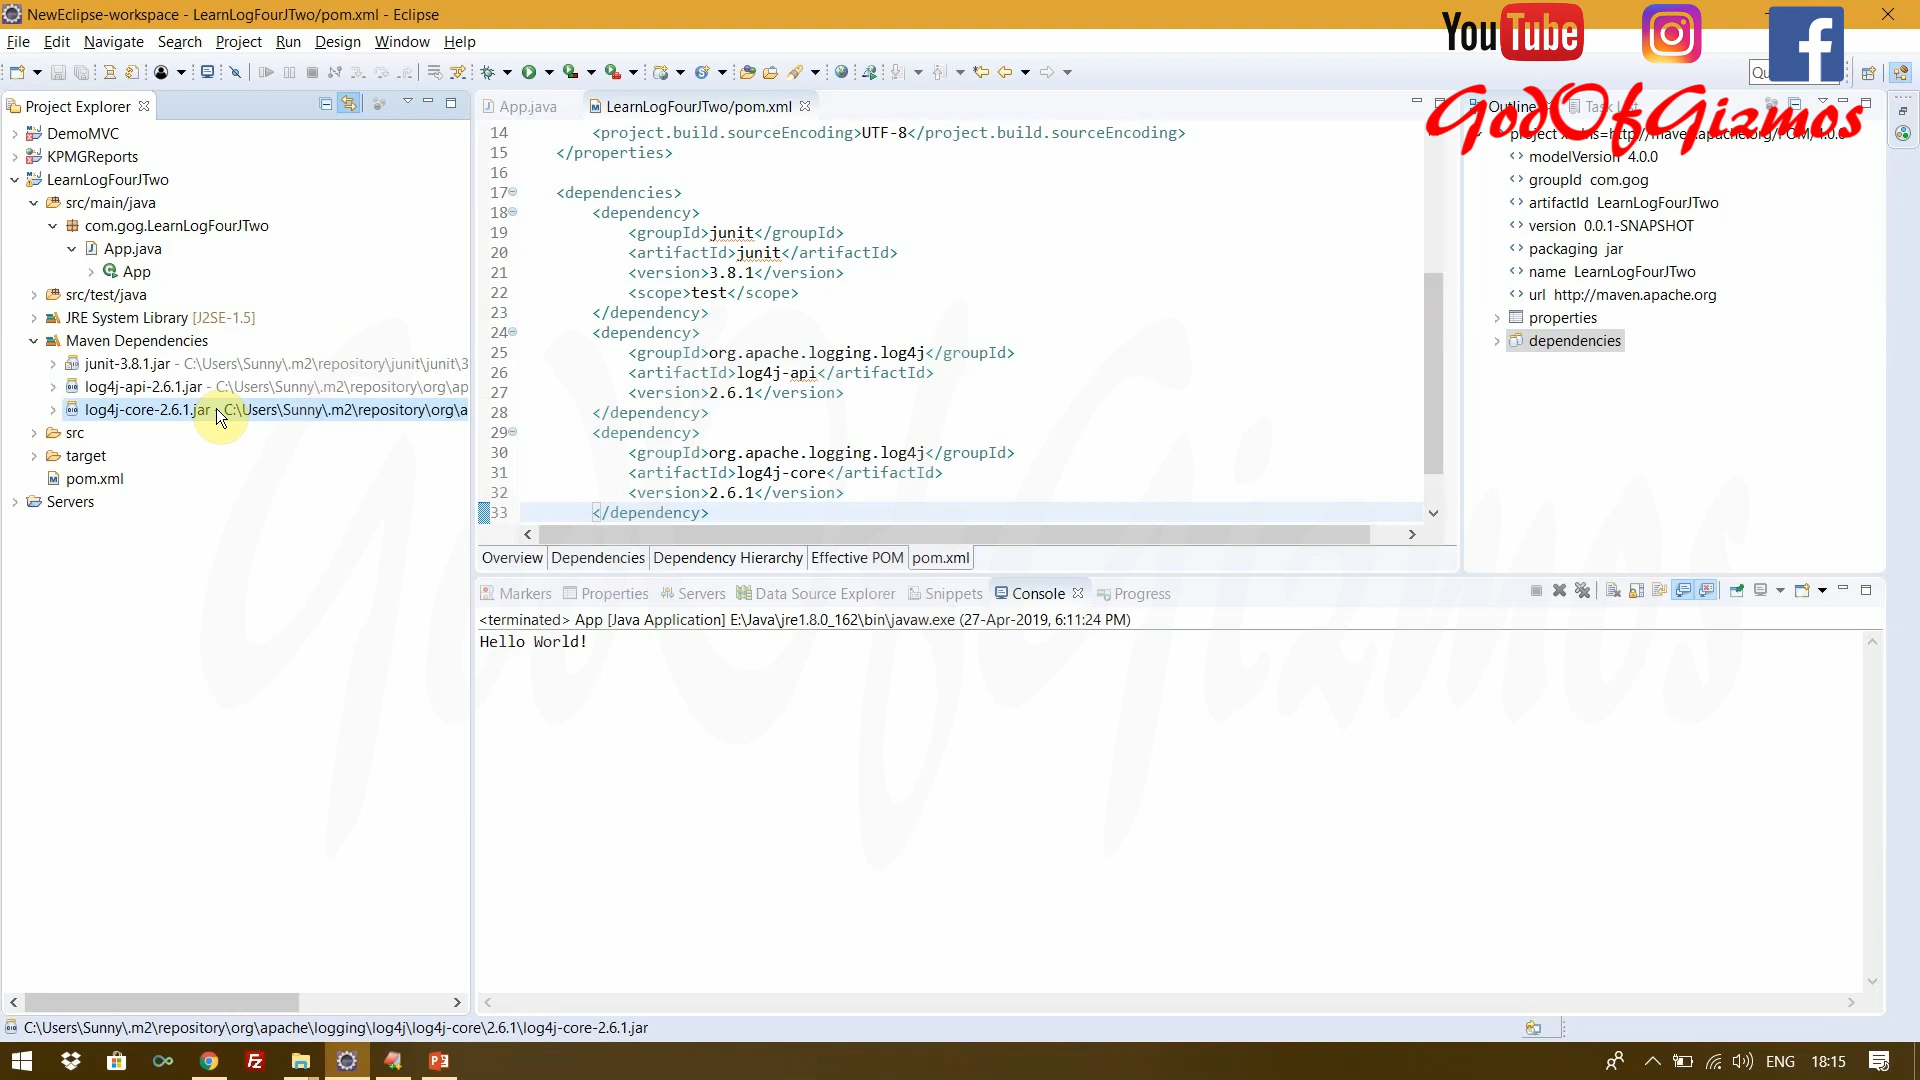 NewEclipse-workspace - LearnLogFourJTwo/pom.xml - Eclipse
File Edit Navigate Search Project Run Design Window Help
YouTube
GodOfGizmos
Project Explorer
DemoMVC
KPMGReports
LearnLogFourJTwo
src/main/java
com.gog.LearnLogFourJTwo
App.java
App
src/test/java
JRE System Library [J2SE-1.5]
Maven Dependencies
junit-3.8.1.jar - C:\Users\Sunny\.m2\repository\junit\junit\3
log4j-api-2.6.1.jar - C:\Users\Sunny\.m2\repository\org\ap
log4j-core-2.6.1.jar - C:\Users\Sunny\.m2\repository\org\a
src
target
pom.xml
Servers
App.java LearnLogFourJTwo/pom.xml
14 <project.build.sourceEncoding>UTF-8</project.build.sourceEncoding>
15 </properties>
16
17 <dependencies>
18 <dependency>
19 <groupId>junit</groupId>
20 <artifactId>junit</artifactId>
21 <version>3.8.1</version>
22 <scope>test</scope>
23 </dependency>
24 <dependency>
25 <groupId>org.apache.logging.log4j</groupId>
26 <artifactId>log4j-api</artifactId>
27 <version>2.6.1</version>
28 </dependency>
29 <dependency>
30 <groupId>org.apache.logging.log4j</groupId>
31 <artifactId>log4j-core</artifactId>
32 <version>2.6.1</version>
33 </dependency>
Overview Dependencies Dependency Hierarchy Effective POM pom.xml
Outline
modelVersion 4.0.0
groupId com.gog
artifactId LearnLogFourJTwo
version 0.0.1-SNAPSHOT
packaging jar
name LearnLogFourJTwo
url http://maven.apache.org
properties
dependencies
Markers Properties Servers Data Source Explorer Snippets Console Progress
<terminated> App [Java Application] E:\Java\jre1.8.0_162\bin\javaw.exe (27-Apr-2019, 6:11:24 PM)
Hello World!
GodOfGizmos
C:\Users\Sunny\.m2\repository\org\apache\logging\log4j\log4j-core\2.6.1\log4j-core-2.6.1.jar
ENG 18:15